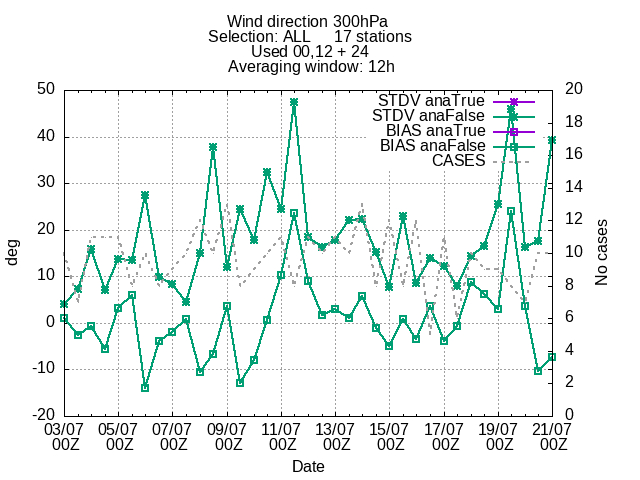 Wind direction 300hPa
Selection: ALL 17 stations
Used 00,12 + 24
Averaging window: 12h
STDV anaTrue
STDV anaFalse
BIAS anaTrue
BIAS anaFalse
CASES
deg
50
40
30
20
10
0
-10
-20
No cases
20
18
16
14
12
10
8
6
4
2
0
03/07 05/07 07/07 09/07 11/07 13/07 15/07 17/07 19/07 21/07
00Z 00Z 00Z 00Z 00Z 00Z 00Z 00Z 00Z 00Z
Date